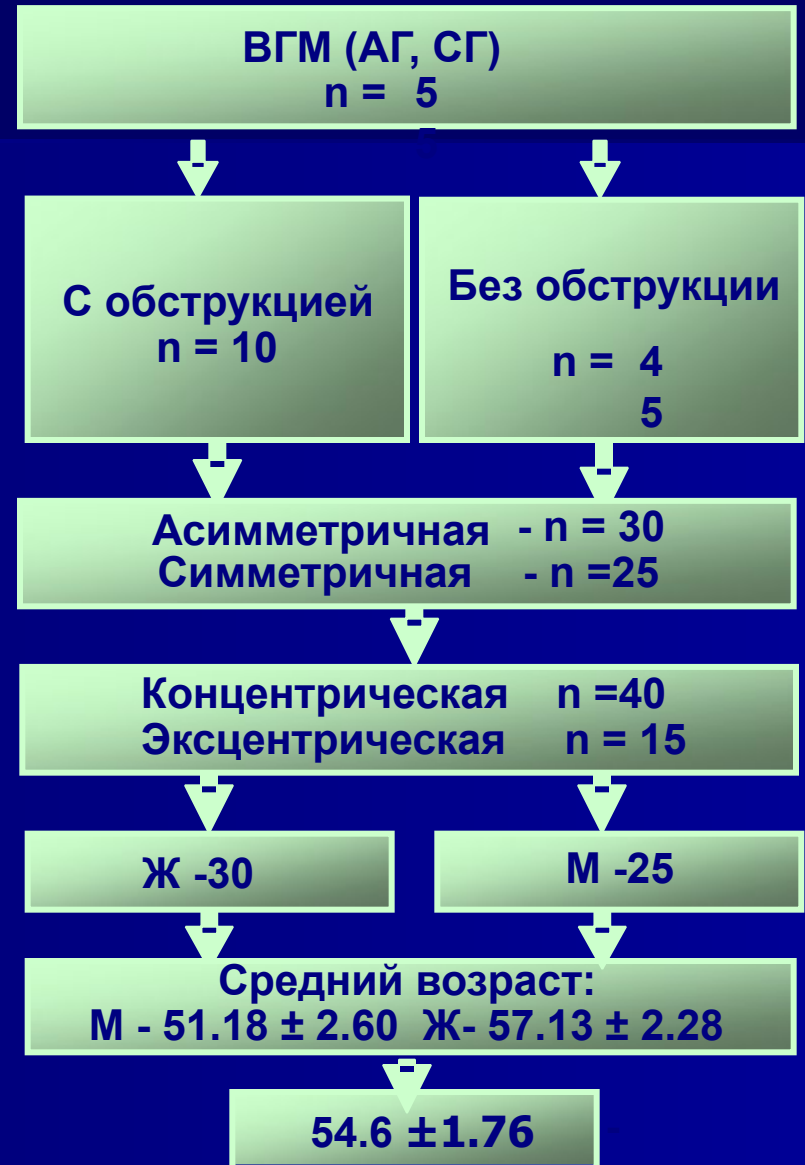 ВГМ (АГ, СГ)
n = 5
5
С обструкцией
n = 10
Без обструкции
n = 4
5
Асимметричная - n = 30
Симметричная - n =25
Концентрическая n =40
Эксцентрическая n = 15
Ж -30
М -25
Средний возраст:
М - 51.18 ± 2.60 Ж- 57.13 ± 2.28
54.6 ±1.76